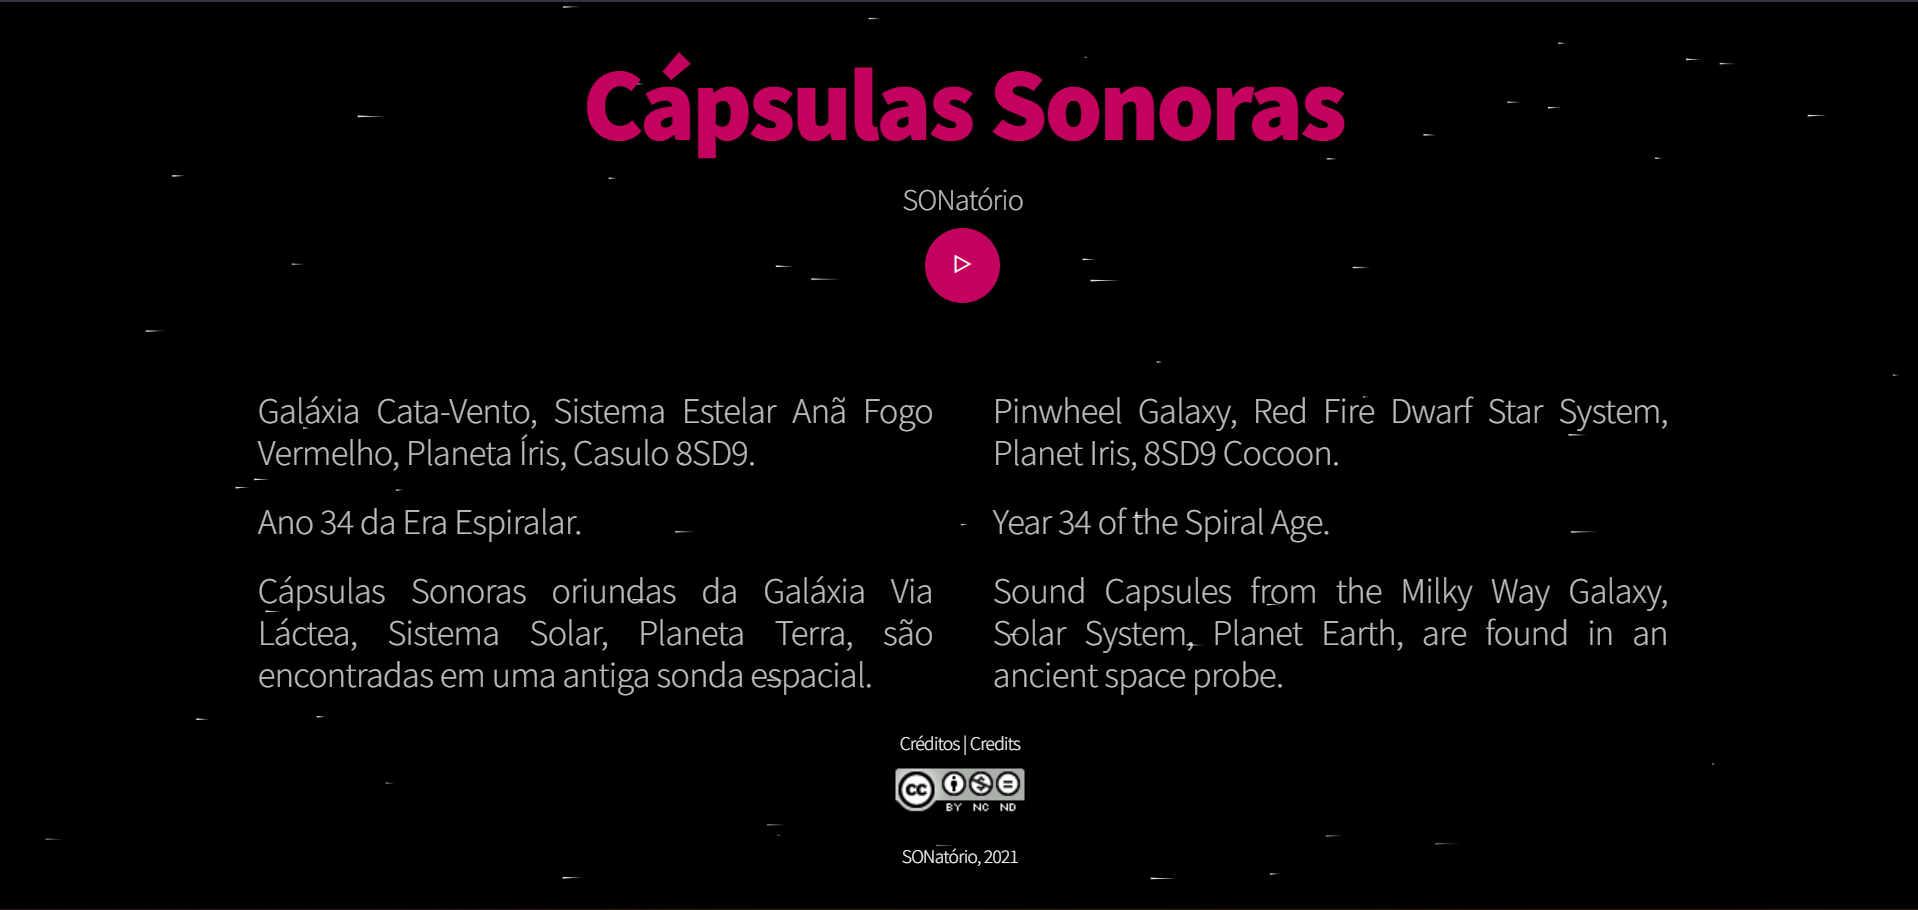 Cápsulas Sonoras
SONatório
Galáxia Cata-Vento, Sistema Estelar Anã Fogo
Vermelho, Planeta Íris, Casulo 8SD9.
Ano 34 da Era Espiralar.
Cápsulas Sonoras oriundas da Galáxia Via
Láctea, Sistema Solar, Planeta Terra, são
encontradas em uma antiga sonda espacial.
Pinwheel Galaxy, Red Fire Dwarf Star System,
Planet Iris, 8SD9 Cocoon.
Year 34 of the Spiral Age.
Sound Capsules from the Milky Way Galaxy,
Solar System, Planet Earth, are found in an
ancient space probe.
Créditos | Credits
cc BY NC ND
SONatório, 2021